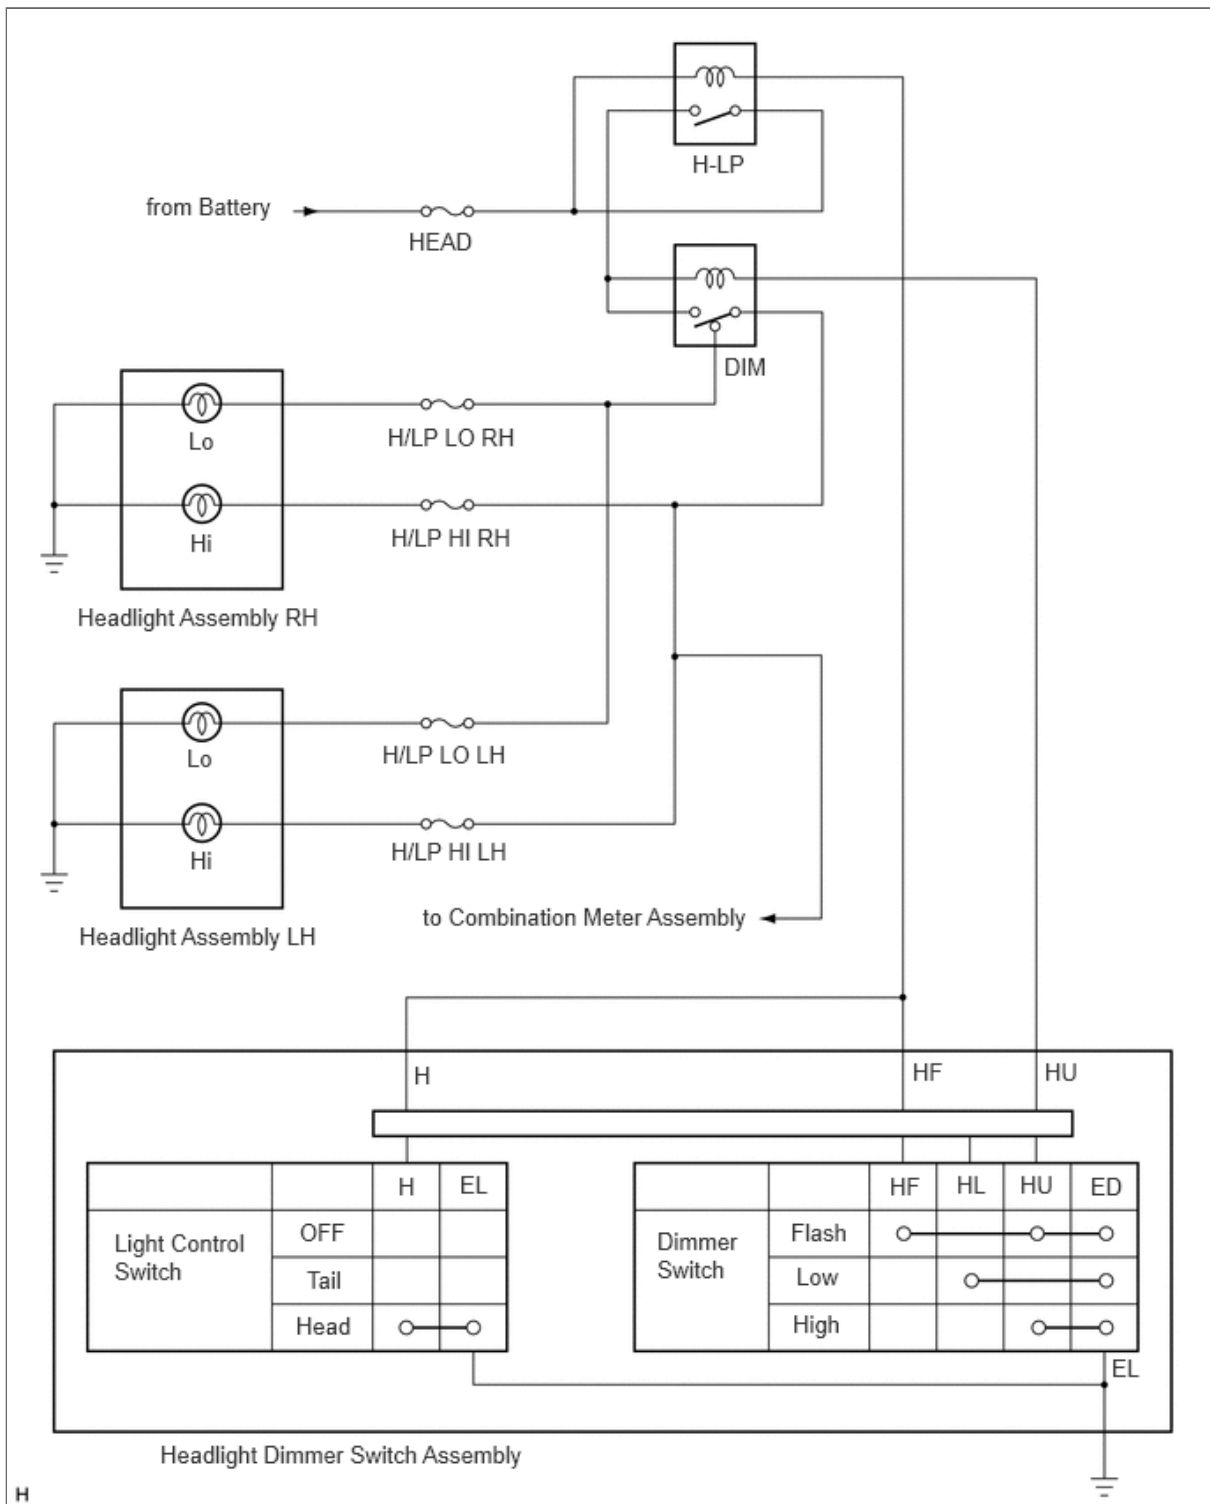 H-LP
from Battery
HEAD
DIM
Lo
H/LP LO RH
Hi
H/LP HI RH
Headlight Assembly RH
Lo
H/LP LO LH
Hi
H/LP HI LH
to Combination Meter Assembly
Headlight Assembly LH
H
HF
HU
H
EL
HF
HL
HU
ED
Light Control
Switch
OFF
Tail
Head
Dimmer
Switch
Flash
Low
High
EL
Headlight Dimmer Switch Assembly
H